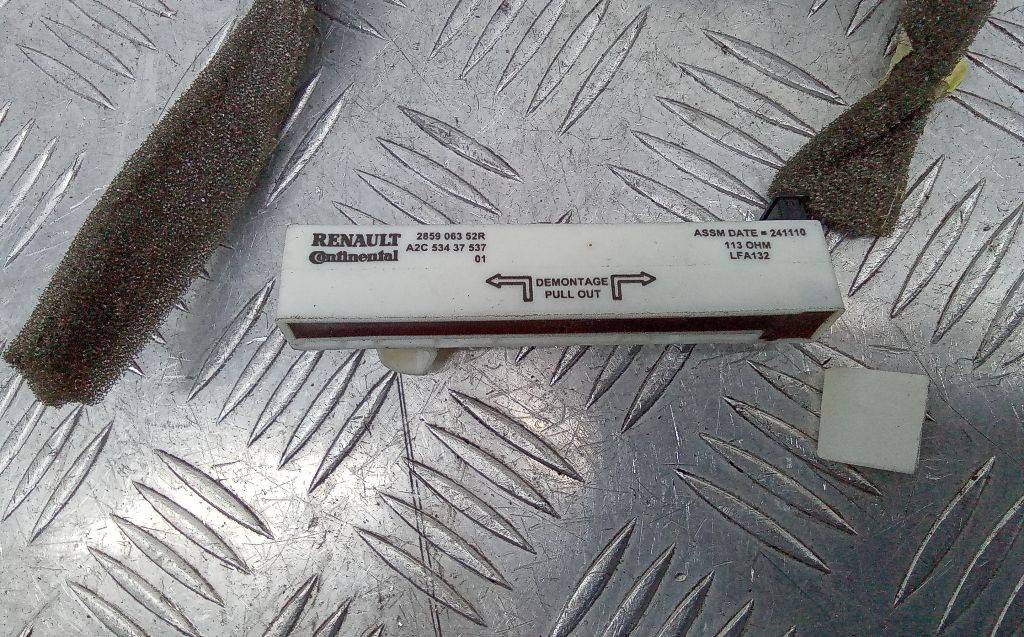 RENAULT 2859 063 52R
Continental A2C 534 37 537
01
ASSM DATE = 241110
113 OHM
LFA132
DEMONTAGE
PULL OUT